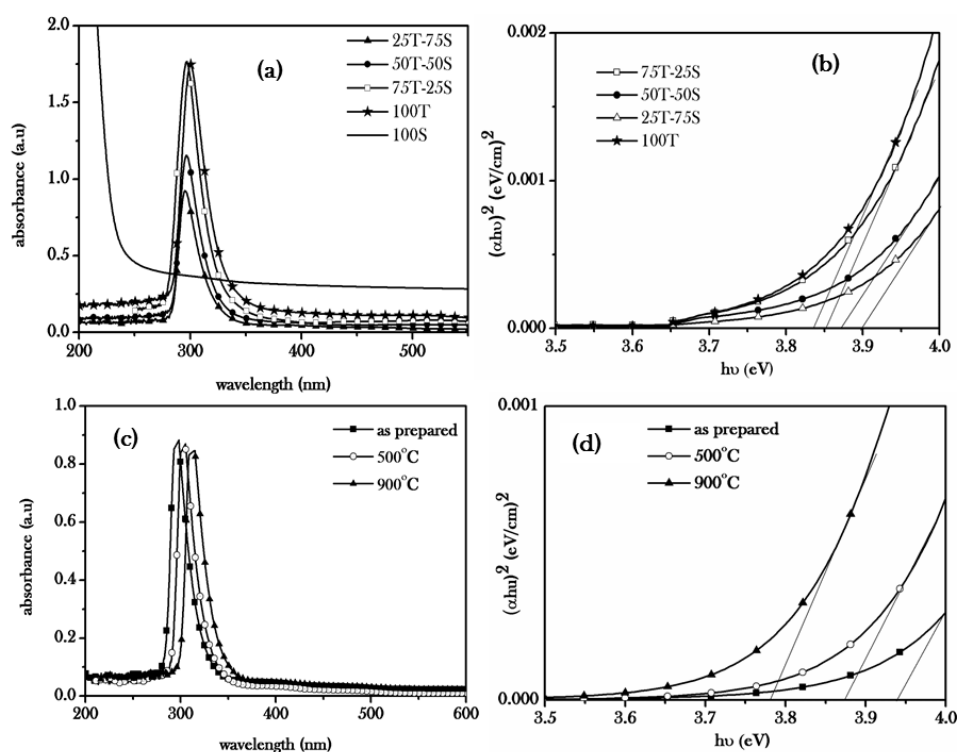 (a)
25T-75S
50T-50S
75T-25S
100T
100S
absorbance (a.u)
2.0
1.5
1.0
0.5
0.0
200 300 400 500
wavelength (nm)
(b)
75T-25S
50T-50S
25T-75S
100T
(αhυ)² (eV/cm)²
0.002
0.001
0.000
3.5 3.6 3.7 3.8 3.9 4.0
hυ (eV)
(c)
as prepared
500°C
900°C
absorbance (a.u)
1.0
0.8
0.6
0.4
0.2
0.0
200 300 400 500 600
wavelength (nm)
(d)
as prepared
500°C
900°C
(αhu)² (eV/cm)²
0.001
0.000
3.5 3.6 3.7 3.8 3.9 4.0
hυ (eV)